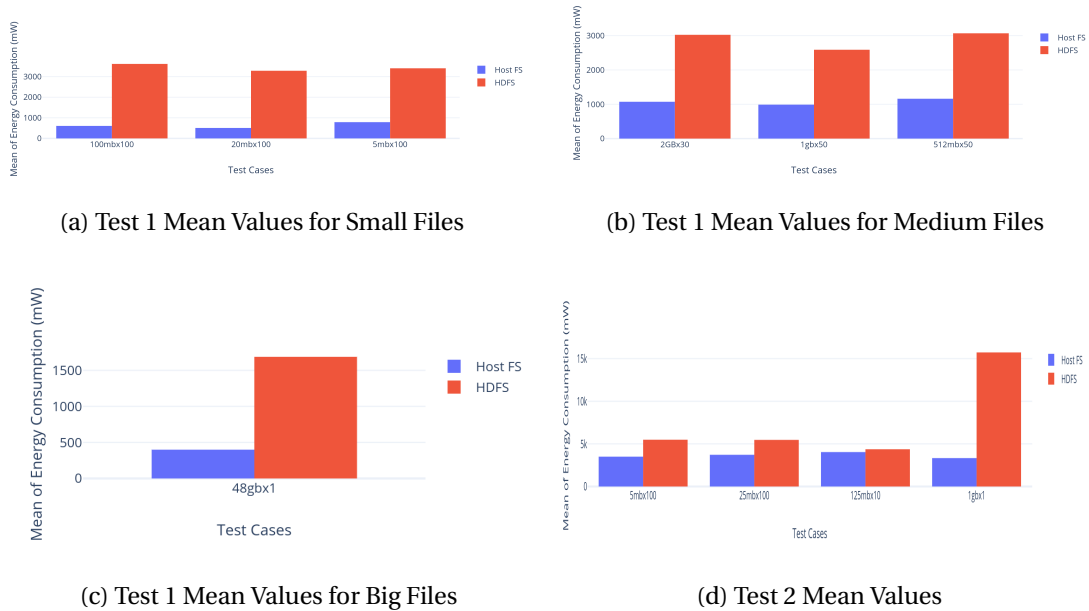 Mean of Energy Consumption (mW)
3000
2000
1000
0
100mbx100
20mbx100
5mbx100
Test Cases
Host FS
HDFS
(a) Test 1 Mean Values for Small Files
Mean of Energy Consumption (mW)
3000
2000
1000
0
2GBx30
1gbx50
512mbx50
Test Cases
Host FS
HDFS
(b) Test 1 Mean Values for Medium Files
Mean of Energy Consumption (mW)
1500
1000
500
0
48gbx1
Test Cases
Host FS
HDFS
(c) Test 1 Mean Values for Big Files
Mean of Energy Consumption (mW)
15k
10k
5k
0
5mbx100
25mbx100
125mbx10
1gbx1
Test Cases
Host FS
HDFS
(d) Test 2 Mean Values